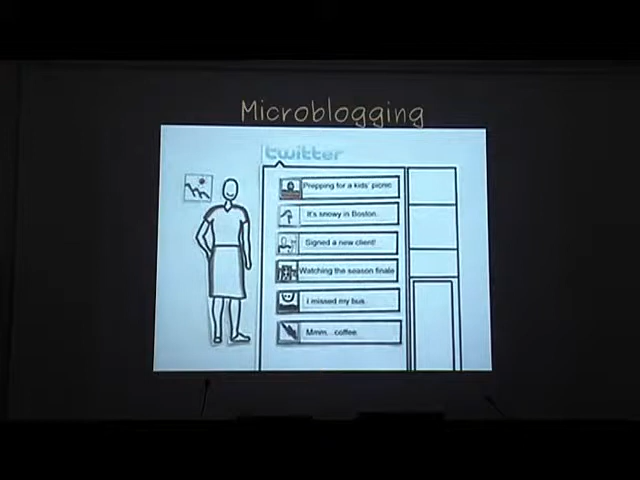 Microblogging
twitter
Prepping for a kids' picnic
It's snowy in Boston.
Signed a new client!
Watching the season finale
I missed my bus.
Mmm... coffee.